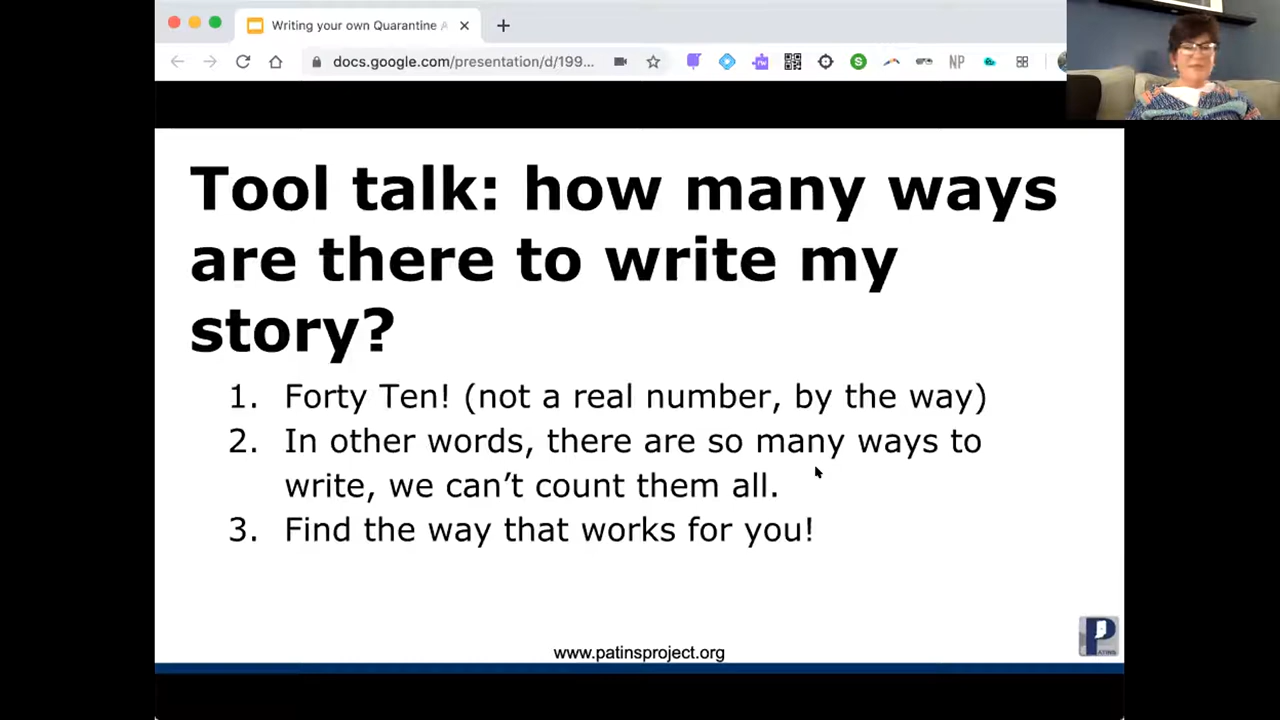 Writing your own Quarantine A
docs.google.com/presentation/d/199...
NP
Tool talk: how many ways
are there to write my
story?
1. Forty Ten! (not a real number, by the way)
2. In other words, there are so many ways to
write, we can’t count them all.
3. Find the way that works for you!
www.patinsproject.org
P
PATINS